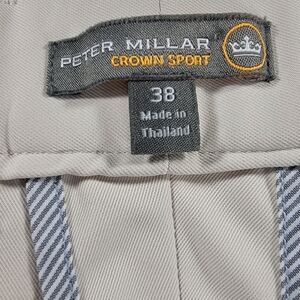 PETER MILLAR
CROWN SPORT
38
Made in
Thailand